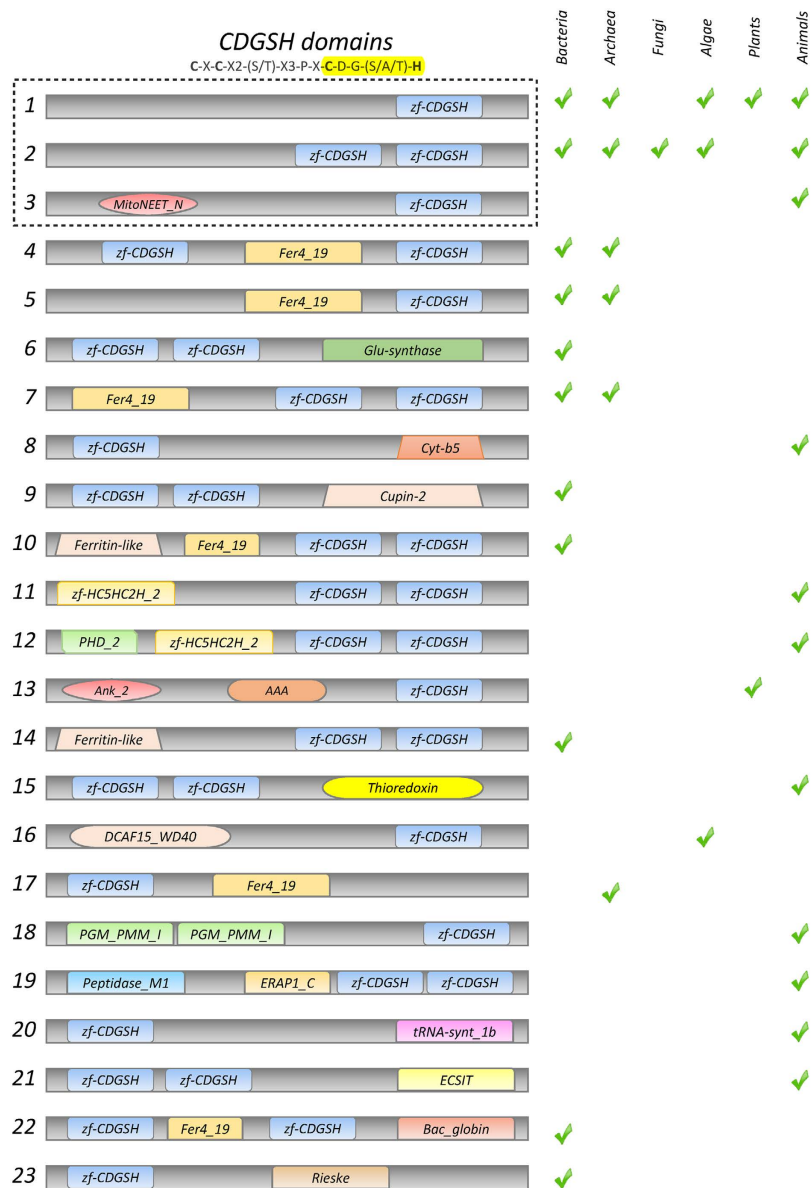 CDGSH domains
C-X-C-X2-(S/T)-X3-P-X-C-D-G-(S/A/T)-H
Bacteria Archaea Fungi Algae Plants Animals
1 zf-CDGSH
2 zf-CDGSH zf-CDGSH
3 MitoNEET_N zf-CDGSH
4 zf-CDGSH Fer4_19 zf-CDGSH
5 Fer4_19 zf-CDGSH
6 zf-CDGSH zf-CDGSH Glu-synthase
7 Fer4_19 zf-CDGSH zf-CDGSH
8 zf-CDGSH Cyt-b5
9 zf-CDGSH zf-CDGSH Cupin-2
10 Ferritin-like Fer4_19 zf-CDGSH zf-CDGSH
11 zf-HC5HC2H_2 zf-CDGSH zf-CDGSH
12 PHD_2 zf-HC5HC2H_2 zf-CDGSH zf-CDGSH
13 Ank_2 AAA zf-CDGSH
14 Ferritin-like zf-CDGSH zf-CDGSH
15 zf-CDGSH zf-CDGSH Thioredoxin
16 DCAF15_WD40 zf-CDGSH
17 zf-CDGSH Fer4_19
18 PGM_PMM_I PGM_PMM_I zf-CDGSH
19 Peptidase_M1 ERAP1_C zf-CDGSH zf-CDGSH
20 zf-CDGSH tRNA-synt_1b
21 zf-CDGSH zf-CDGSH ECSIT
22 zf-CDGSH Fer4_19 zf-CDGSH Bac_globin
23 zf-CDGSH Rieske